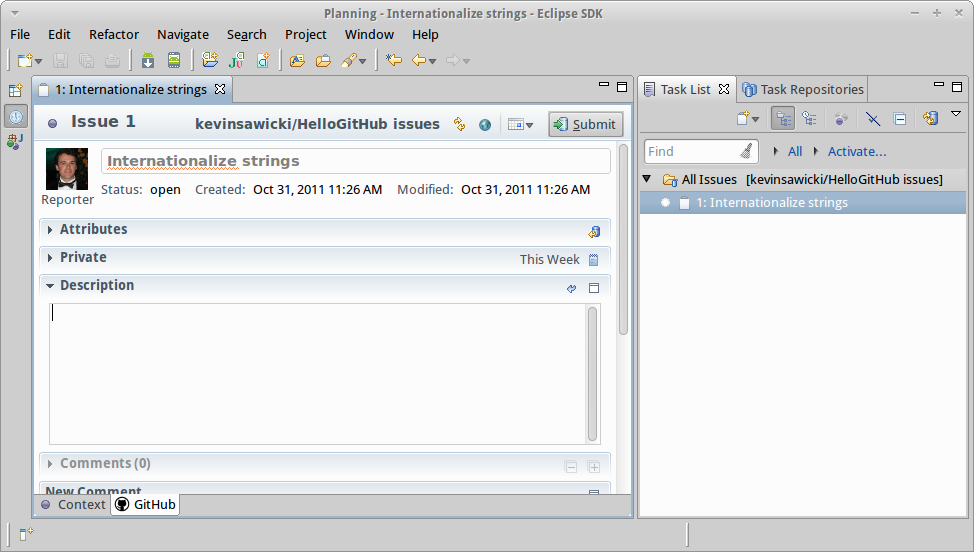 Planning - Internationalize strings - Eclipse SDK
File Edit Refactor Navigate Search Project Window Help
1: Internationalize strings
Issue 1 kevinsawicki/HelloGitHub issues Submit
Internationalize strings
Status: open Created: Oct 31, 2011 11:26 AM Modified: Oct 31, 2011 11:26 AM
Reporter
Attributes
Private This Week
Description
Comments (0)
New Comment
Context GitHub
Task List Task Repositories
Find All Activate...
All Issues [kevinsawicki/HelloGitHub issues]
1: Internationalize strings